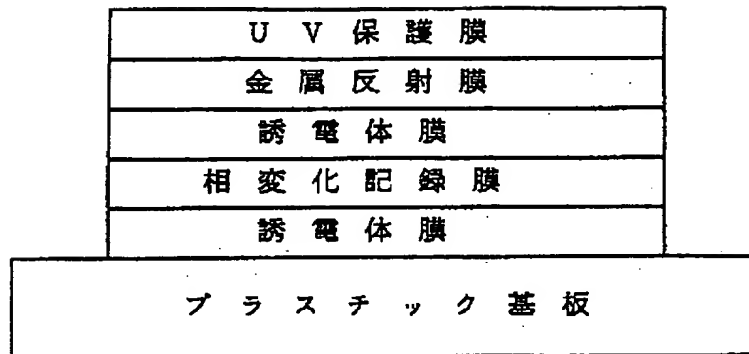 UV保護膜
金属反射膜
誘電体膜
相変化記録膜
誘電体膜
プラスチック基板